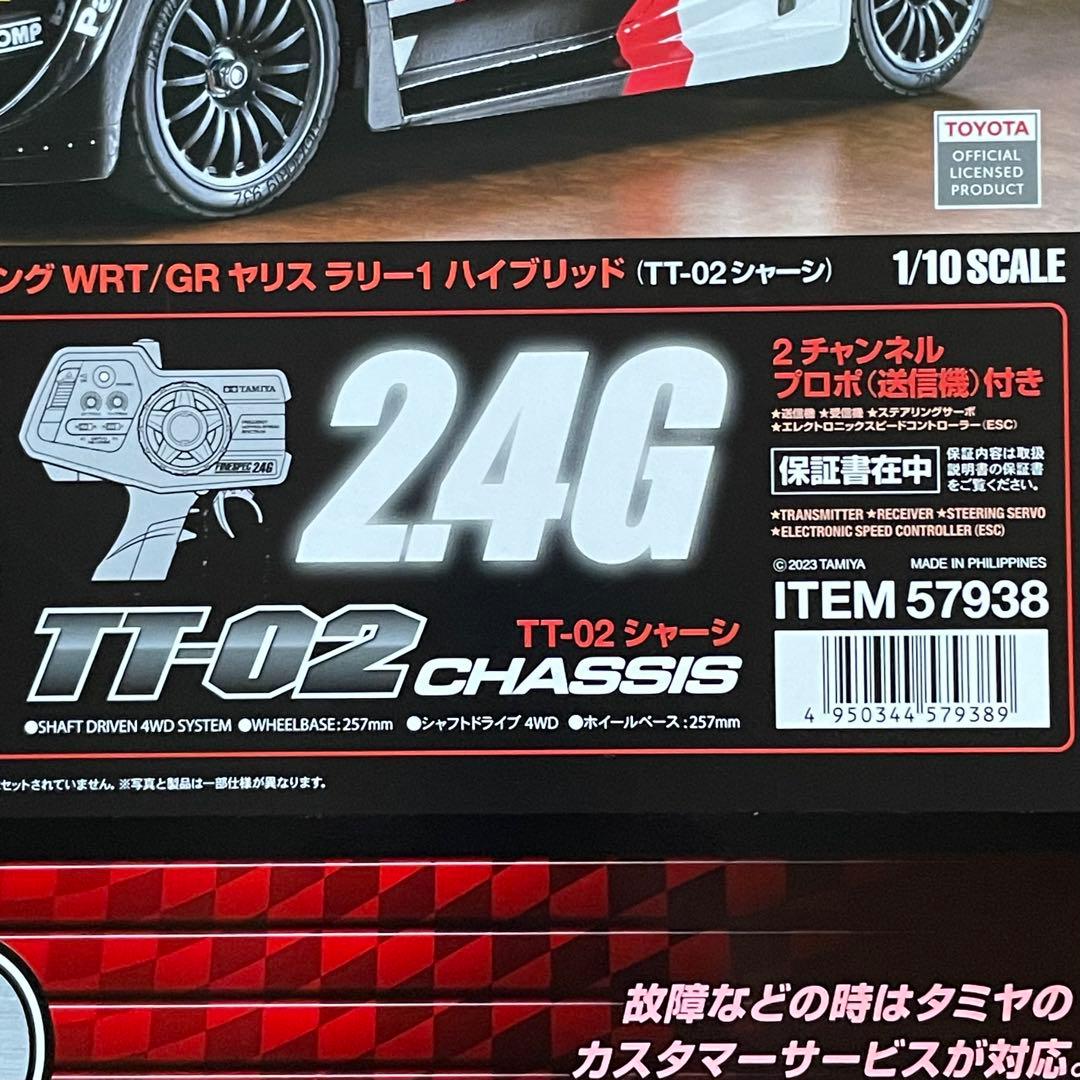 OMP
Pa
TOYOTA
OFFICIAL
LICENSED
PRODUCT
ング WRT/GR ヤリス ラリー1 ハイブリッド (TT-02シャーシ)
1/10 SCALE
TAMIYA
FINESPEC 2.4G
2.4G
2チャンネル
プロポ(送信機)付き
★送信機 ★受信機 ★ステアリングサーボ
★エレクトロニックスピードコントローラー(ESC)
保証書在中
保証内容は取扱
説明書の保証書
をご覧ください。
★TRANSMITTER ★RECEIVER ★STEERING SERVO
★ELECTRONIC SPEED CONTROLLER (ESC)
©2023 TAMIYA MADE IN PHILIPPINES
ITEM 57938
4 950344 579389
TT-02 シャーシ
TT-02 CHASSIS
●SHAFT DRIVEN 4WD SYSTEM ●WHEELBASE:257mm ●シャフトドライブ 4WD ●ホイールベース:257mm
セットされていません。※写真と製品は一部仕様が異なります。
故障などの時はタミヤの
カスタマーサービスが対応。